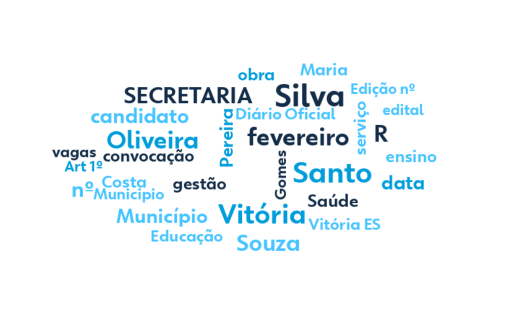 Maria
obra
Edição nº
SECRETARIA
Silva
edital
candidato
Diário Oficial
serviço
Pereira
fevereiro
R
Oliveira
vagas
convocação
ensino
Art 1º
Gomes
Santo
Costa
gestão
data
nº
Município
Saúde
Município
Vitória
Vitória ES
Educação
Souza